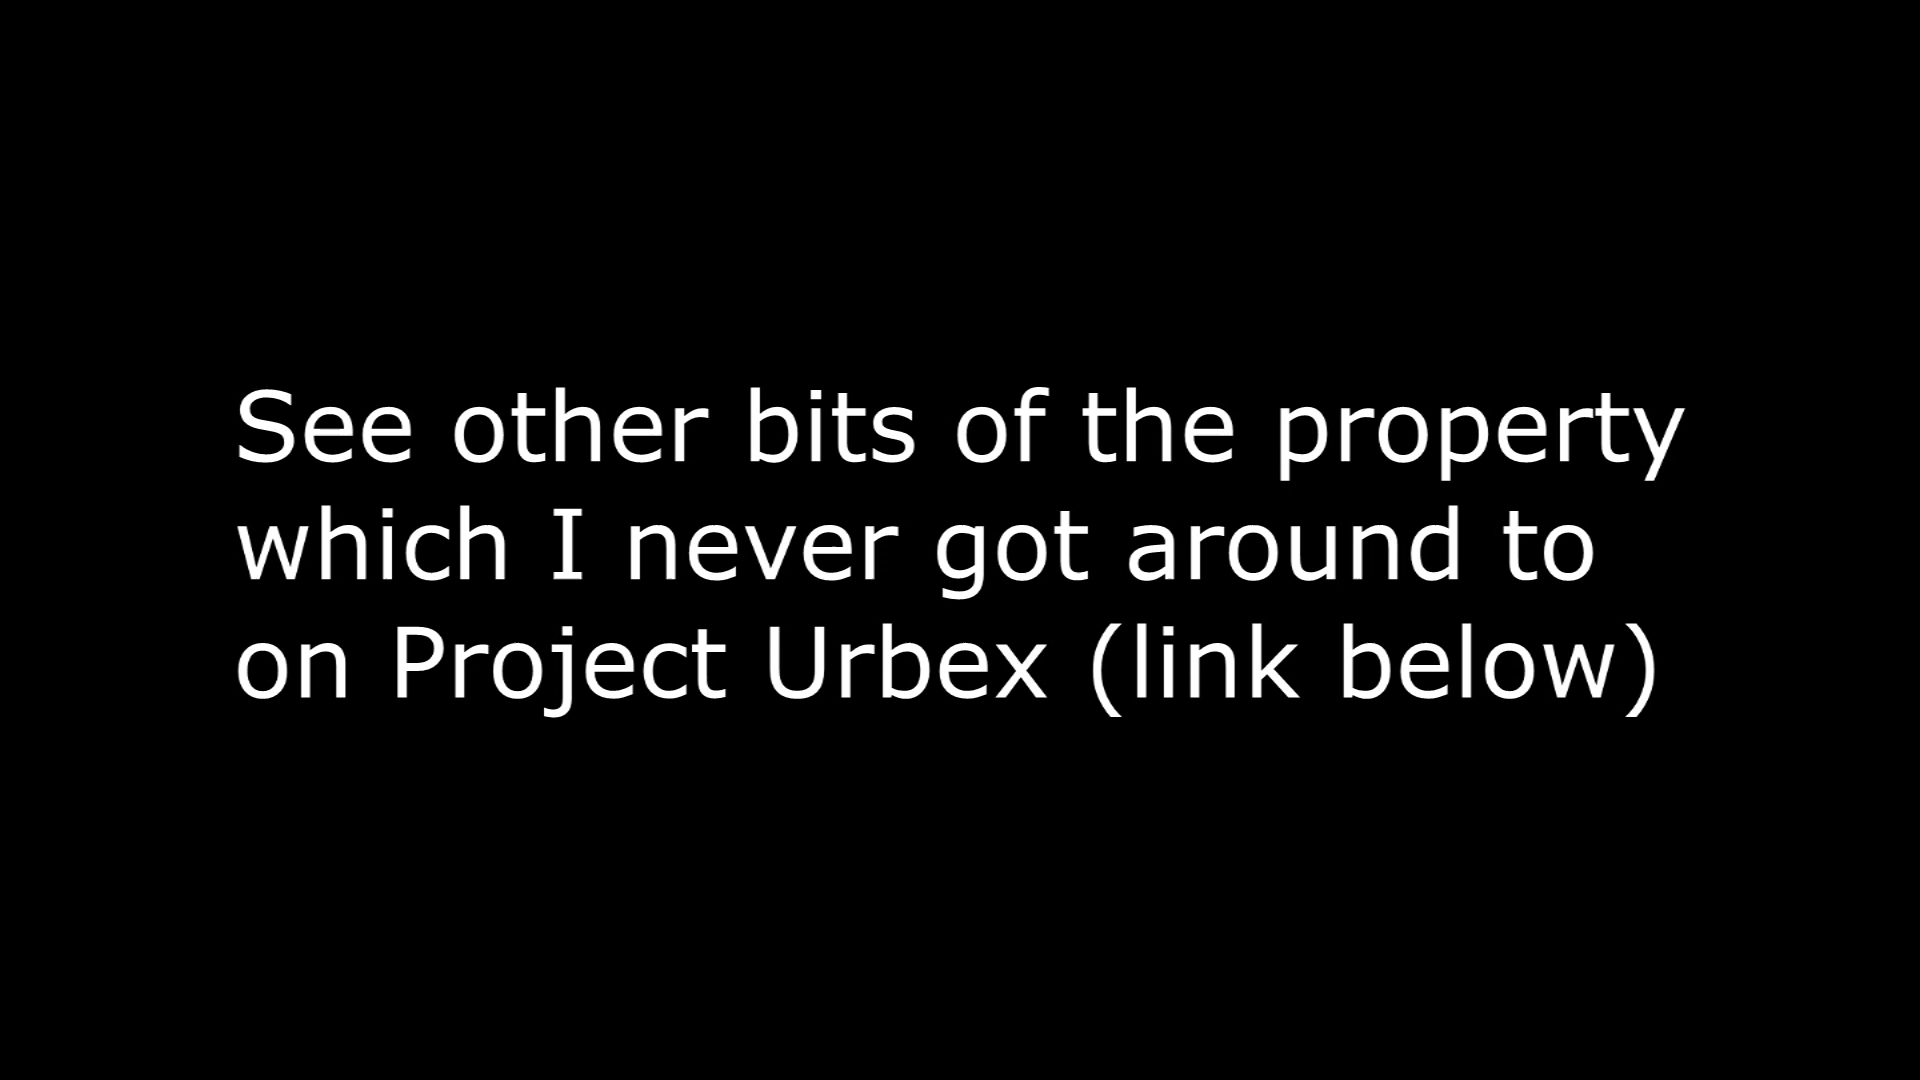 See other bits of the property
which I never got around to
on Project Urbex (link below)